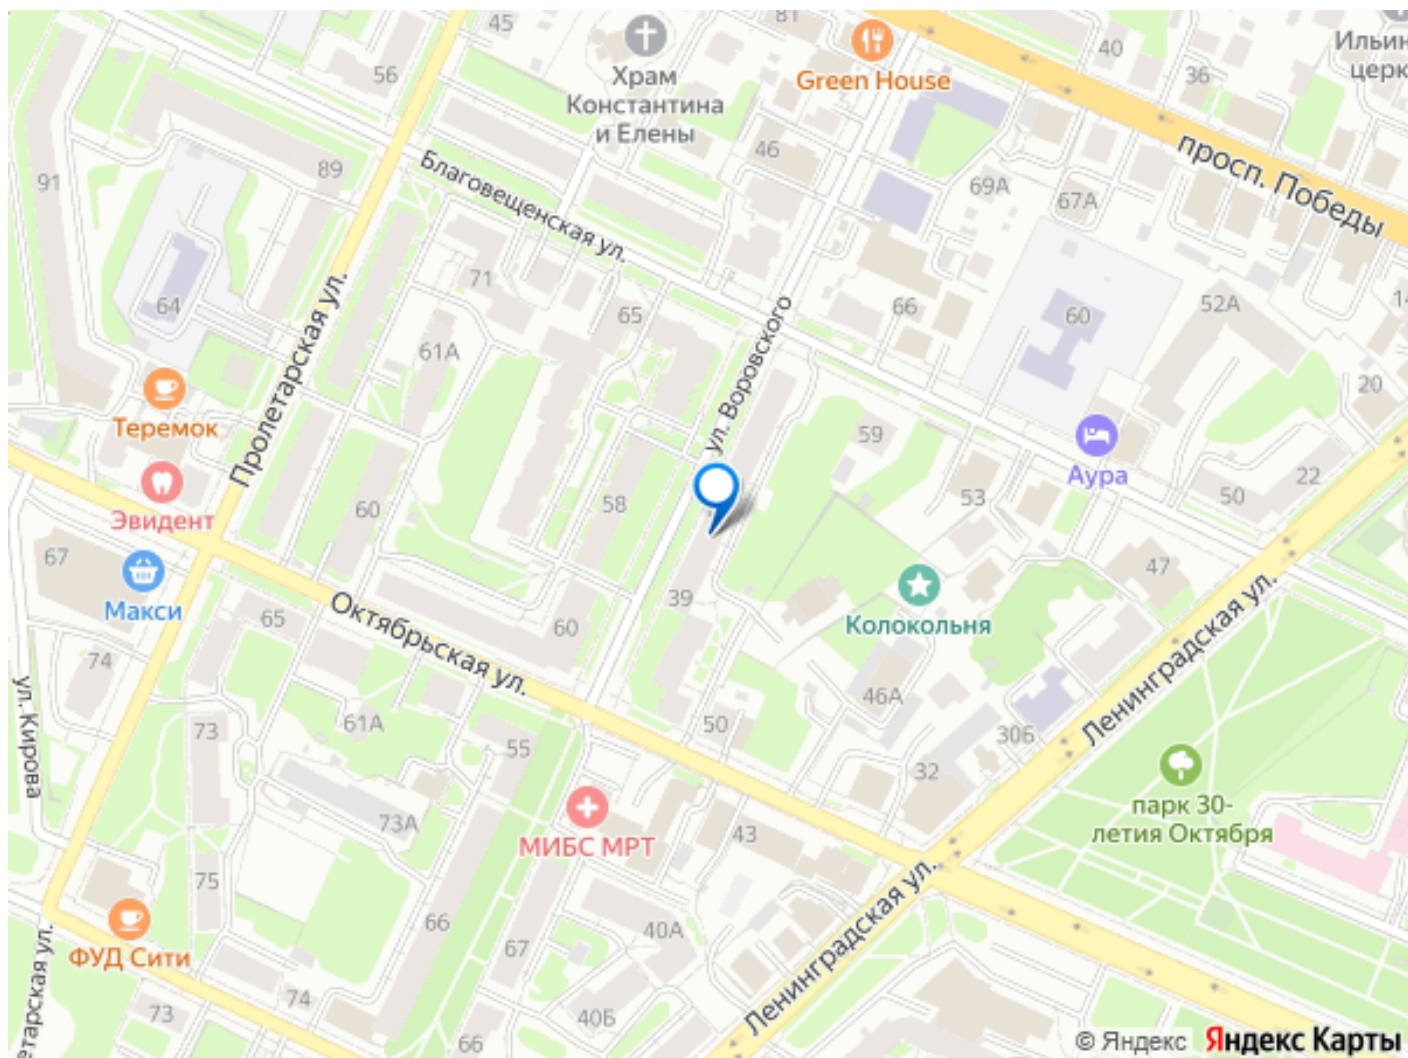 45
81
40
Ильин
церк
56
Храм
Константина
и Елены
Green House
36
46
просп. Победы
91
89
Благовещенская ул.
69А
67А
64
Пролетарская ул.
71
65
61А
ул. Воровского
66
60
52А
14
20
Теремок
59
Аура
53
50
22
Эвидент
60
58
67
Макси
39
47
Колокольня
65
Октябрьская ул.
60
74
ул. Кирова
73
61А
55
50
46А
30Б
32
Ленинградская ул.
парк 30-
летия Октября
73А
МИБС МРТ
43
75
66
40А
67
Ленинградская ул.
ФУД Сити
етарская ул.
73
74
66
40Б
© Яндекс Яндекс Карты